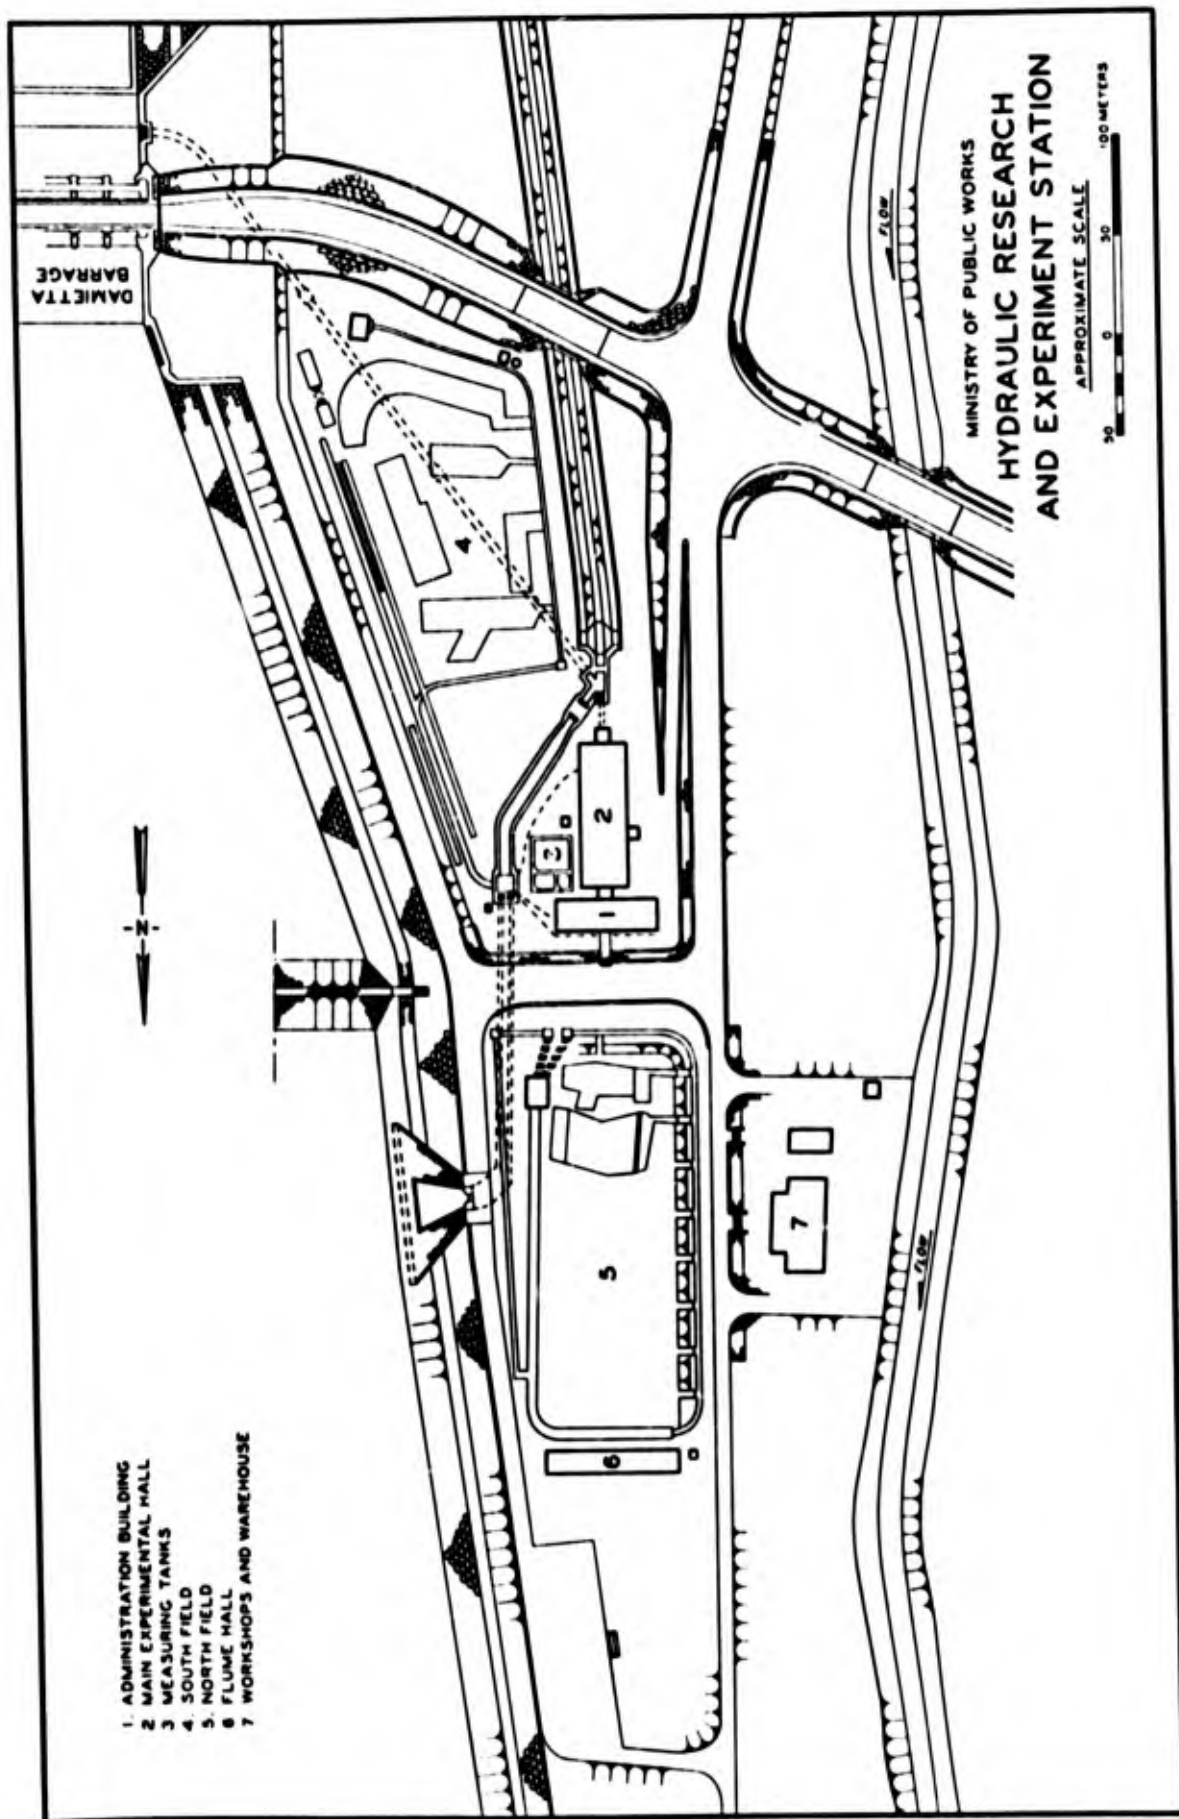 DAMIETTA
BARRAGE
N
1. ADMINISTRATION BUILDING
2 MAIN EXPERIMENTAL HALL
3 MEASURING TANKS
4. SOUTH FIELD
5. NORTH FIELD
6 FLUME HALL
7 WORKSHOPS AND WAREHOUSE
1
2
3
4
5
6
7
FLOW
FLOW
MINISTRY OF PUBLIC WORKS
HYDRAULIC RESEARCH
AND EXPERIMENT STATION
APPROXIMATE SCALE
50 0 50 100 METERS